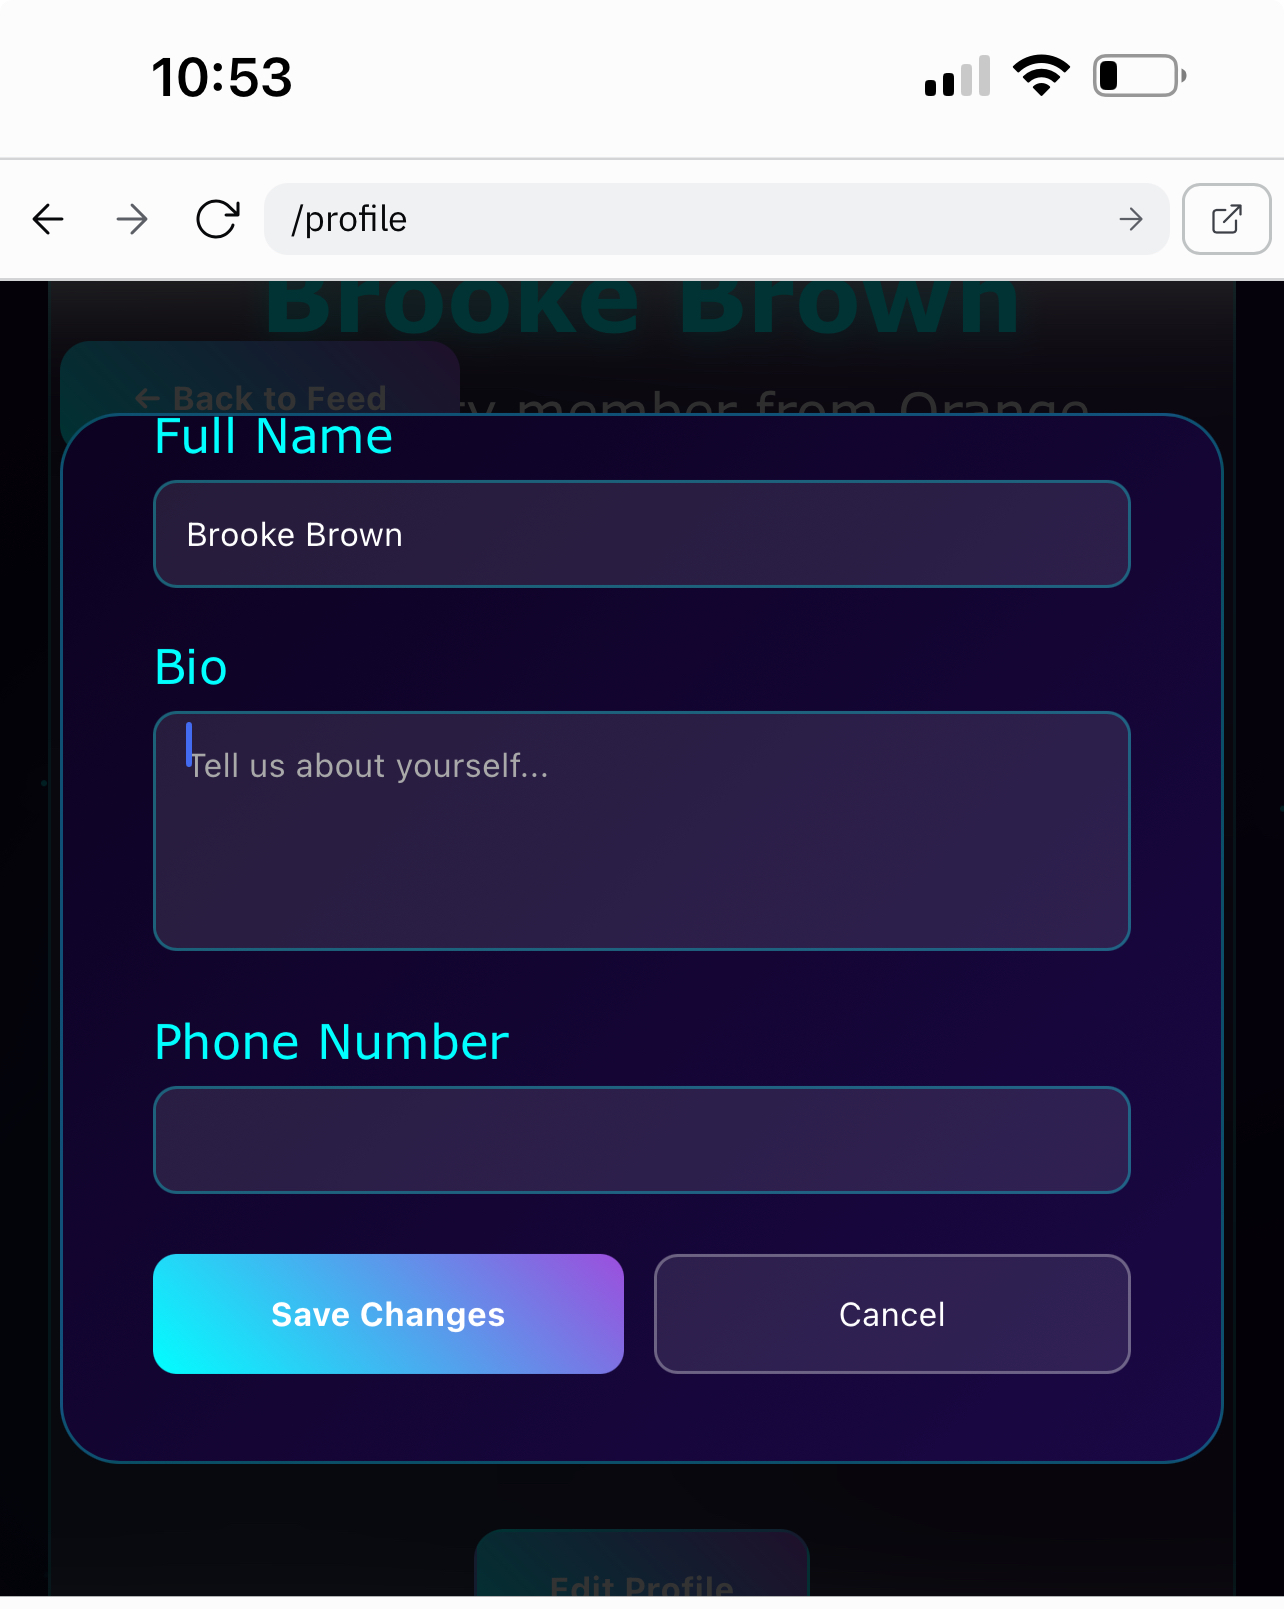 10:53
/profile
Brooke Brown
← Back to Feed
member from Orange
Full Name
Brooke Brown
Bio
Tell us about yourself...
Phone Number
Save Changes
Cancel
Edit Profile